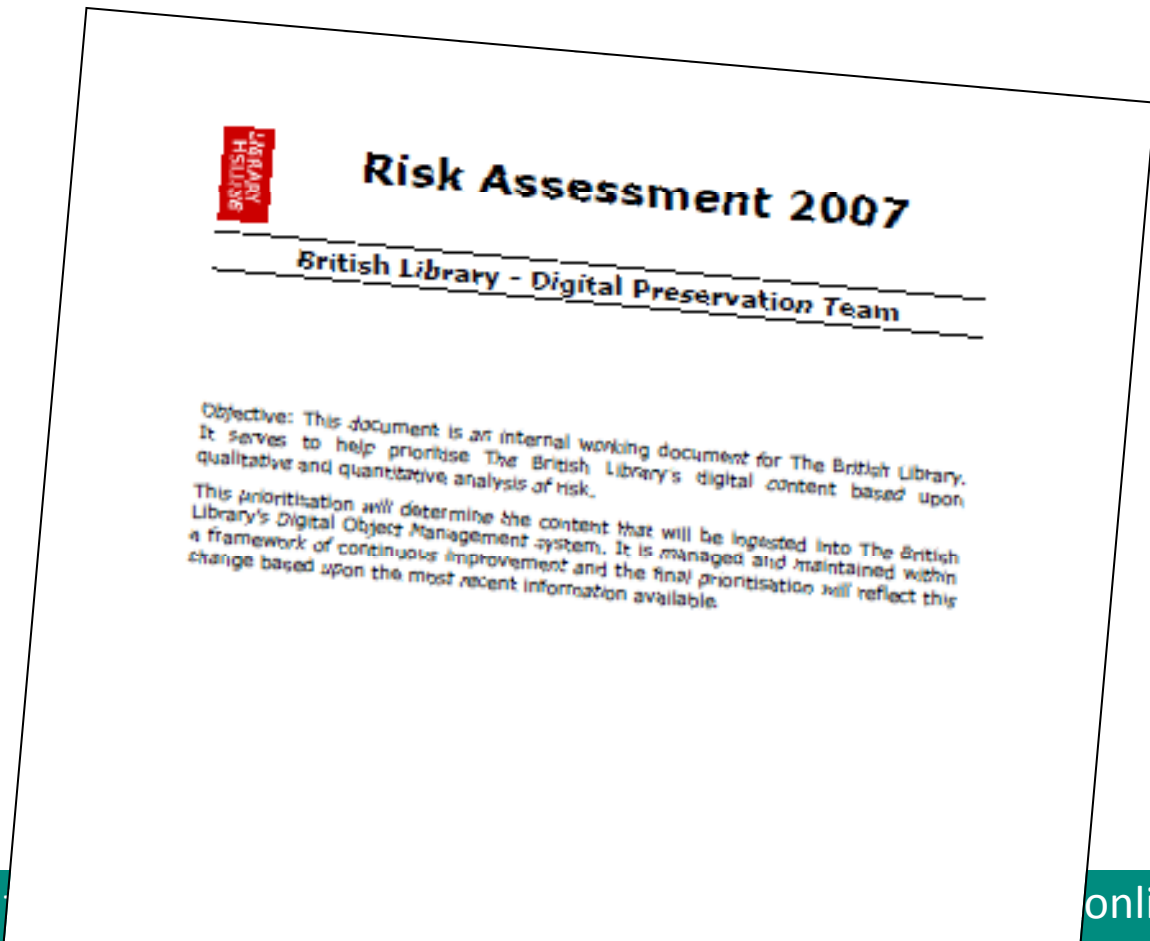 LIBRARY
BRITISH
Risk Assessment 2007
British Library - Digital Preservation Team
Objective: This document is an internal working document for The British Library.
It serves to help prioritise The British Library's digital content based upon
qualitative and quantitative analysis of risk.
This prioritisation will determine the content that will be ingested into The British
Library's Digital Object Management system. It is managed and maintained within
a framework of continuous improvement and the final prioritisation will reflect this
change based upon the most recent information available.
onli